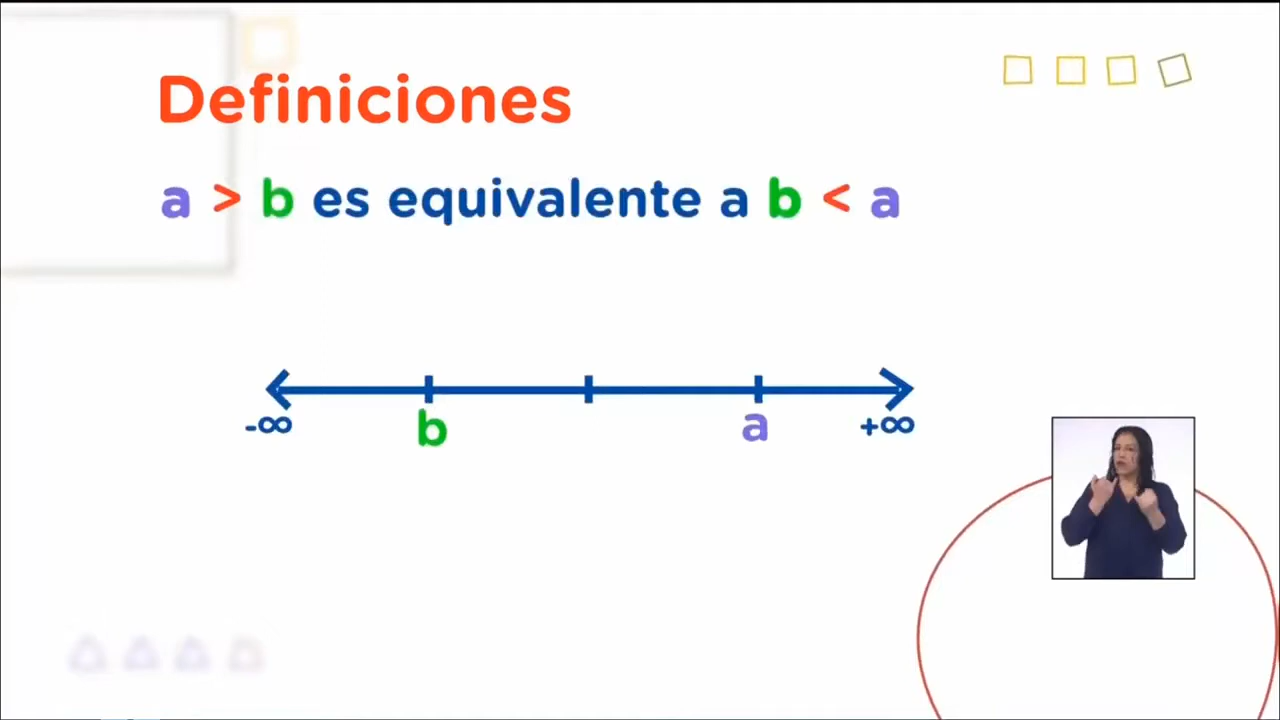 Definiciones
a > b es equivalente a b < a
-∞ b a +∞